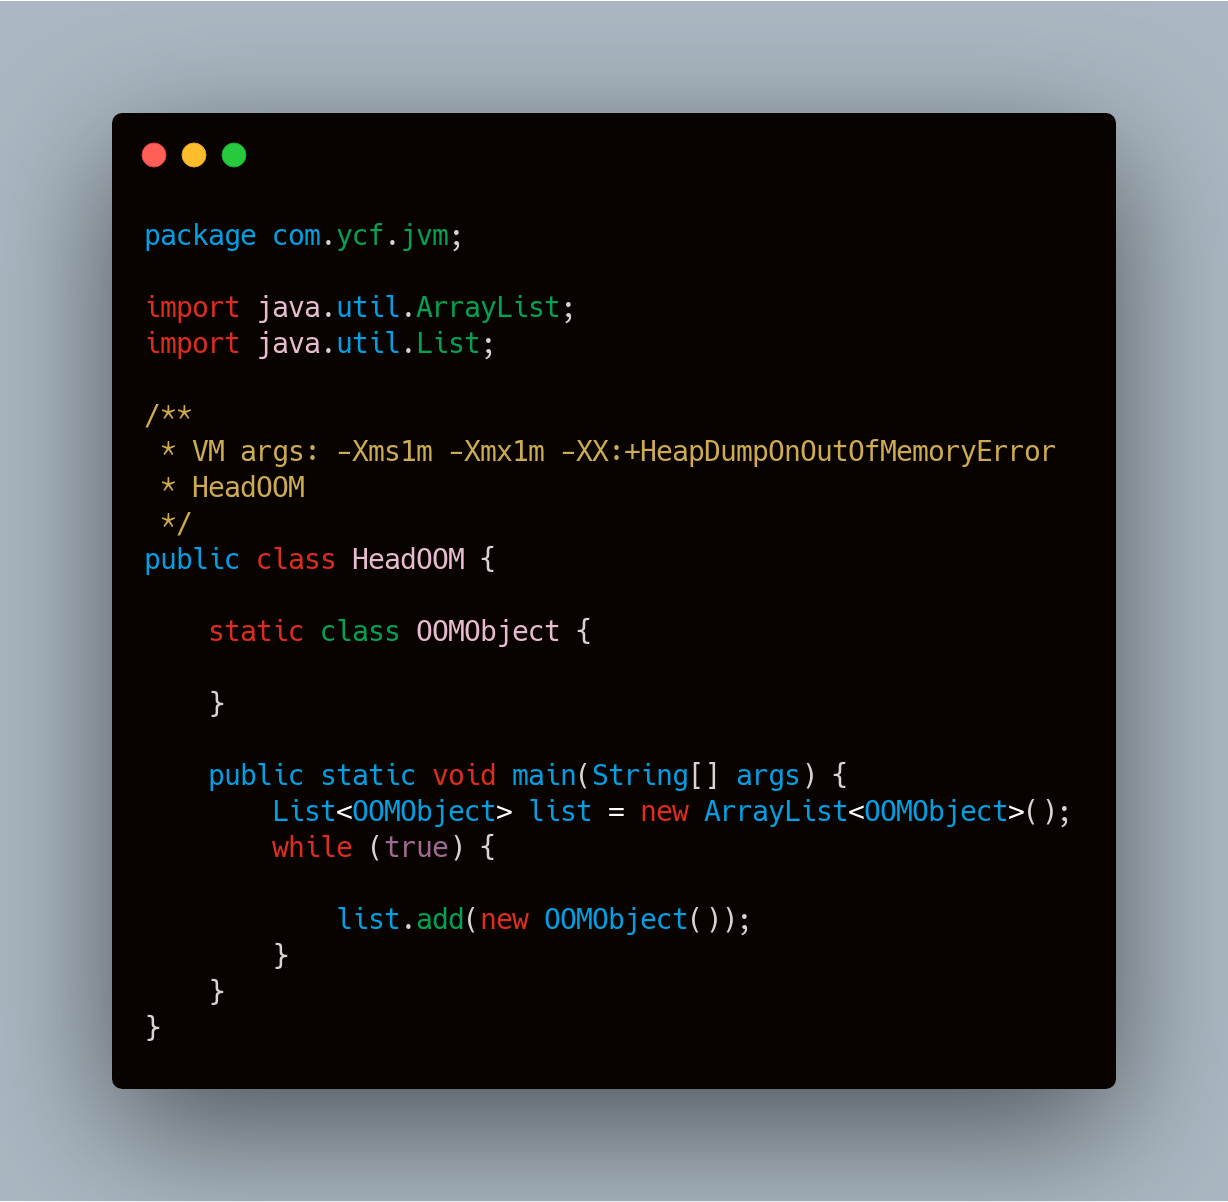 package com.ycf.jvm;
import java.util.ArrayList;
import java.util.List;
/**
 * VM args: -Xms1m -Xmx1m -XX:+HeapDumpOnOutOfMemoryError
 * HeadOOM
 */
public class HeadOOM {
    static class OOMObject {
    }
    public static void main(String[] args) {
        List<OOMObject> list = new ArrayList<OOMObject>();
        while (true) {
            list.add(new OOMObject());
        }
    }
}